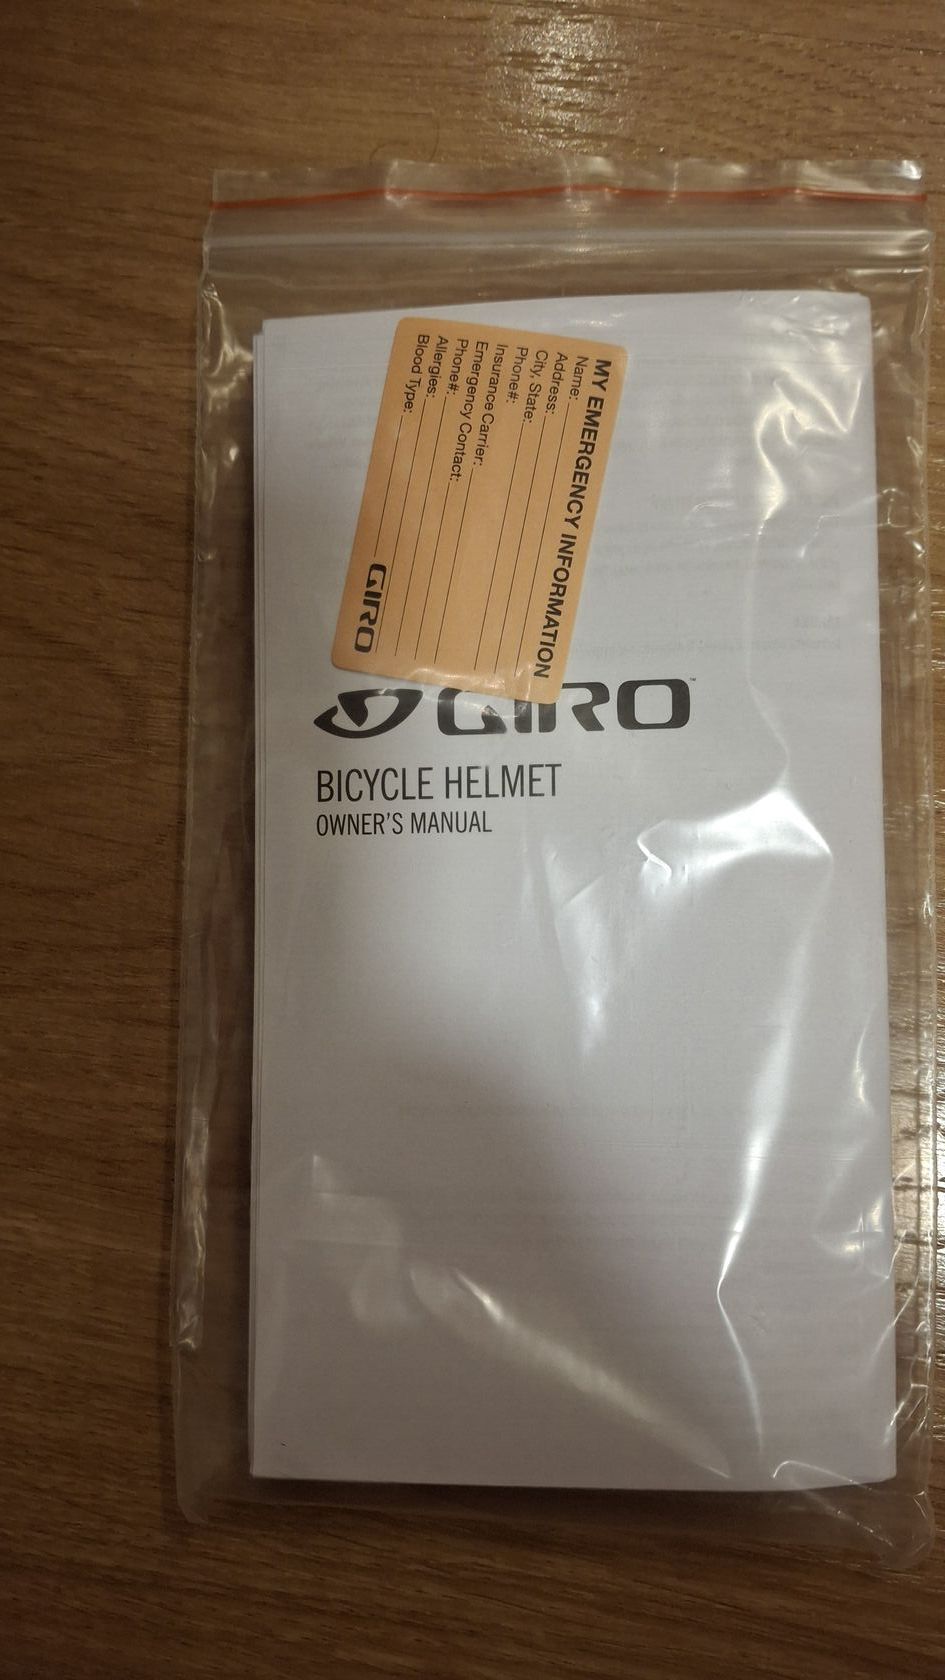 MY EMERGENCY INFORMATION
Name:
Address:
City, State:
Phone#:
Insurance Carrier:
Emergency Contact:
Phone#:
Allergies:
Blood Type:
GIRO
GIRO™
BICYCLE HELMET
OWNER'S MANUAL